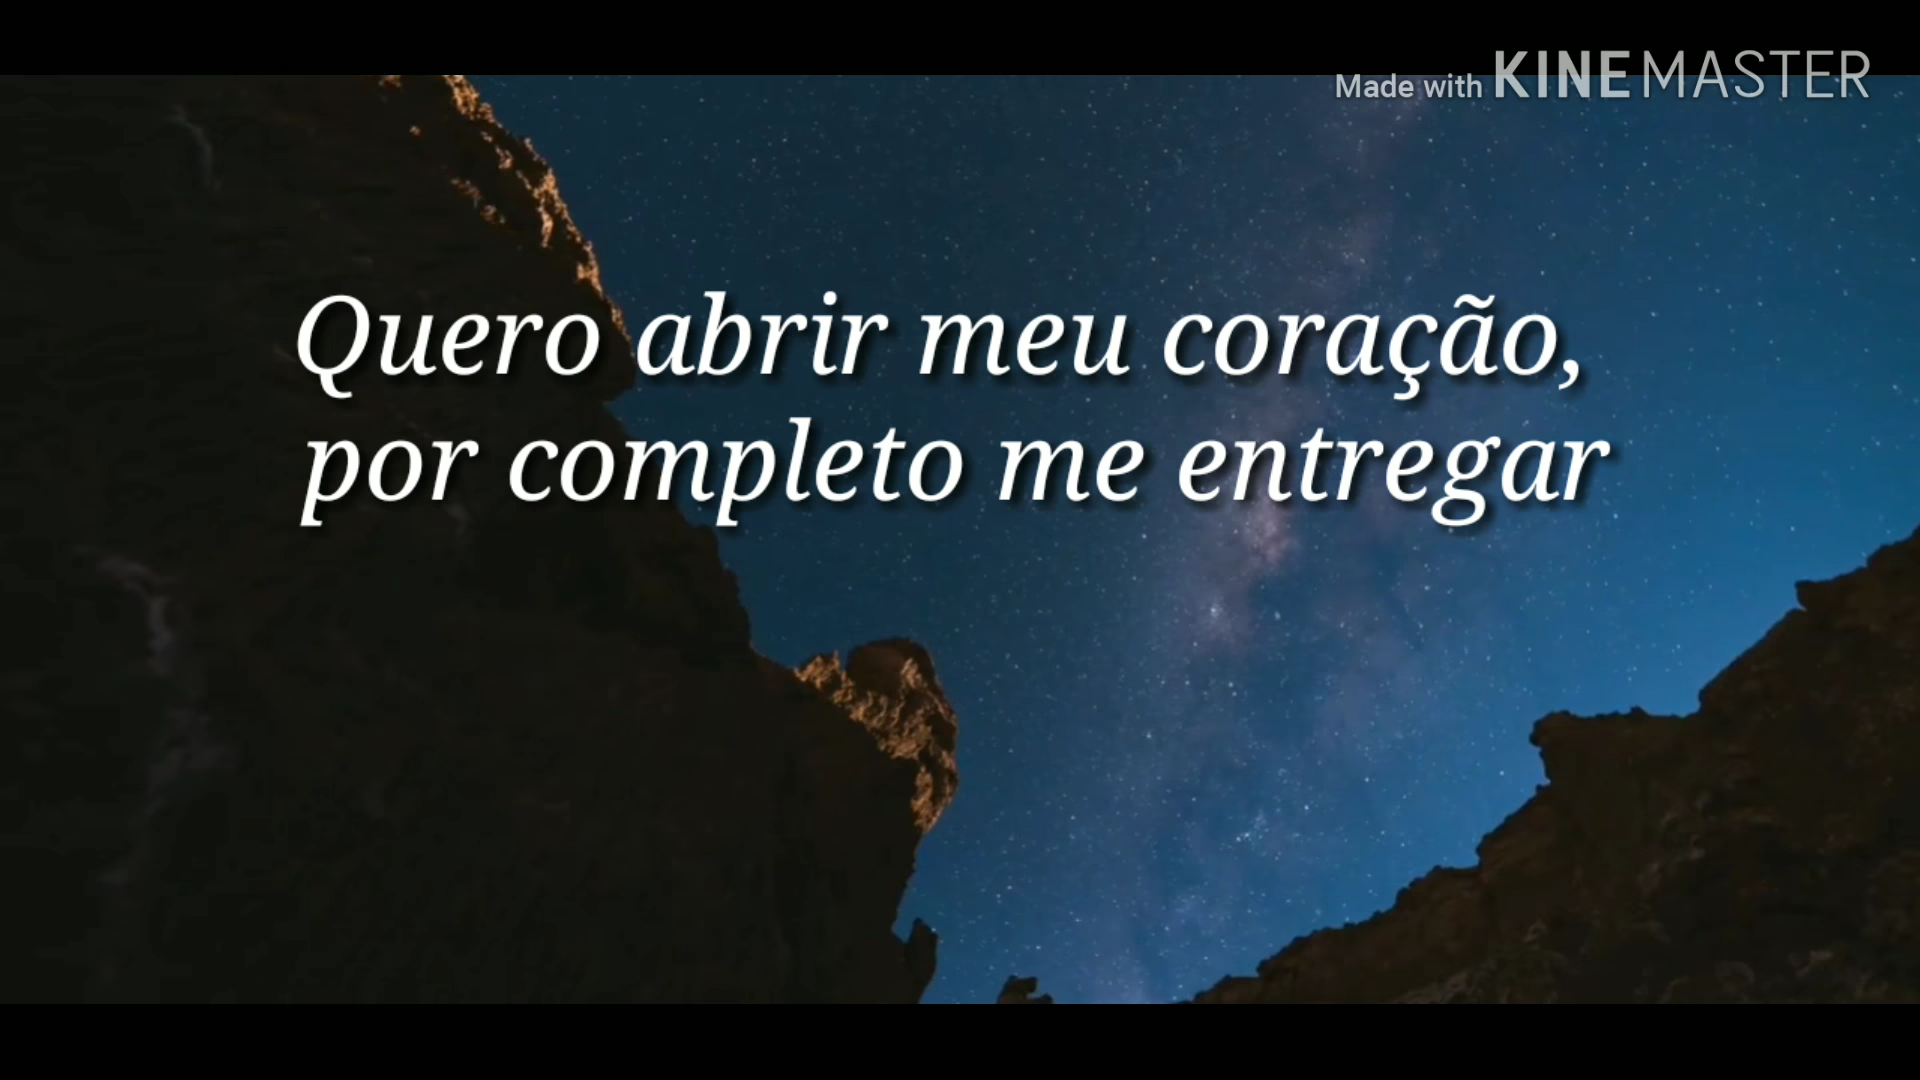 Made with KINEMASTER
Quero abrir meu coração,
por completo me entregar